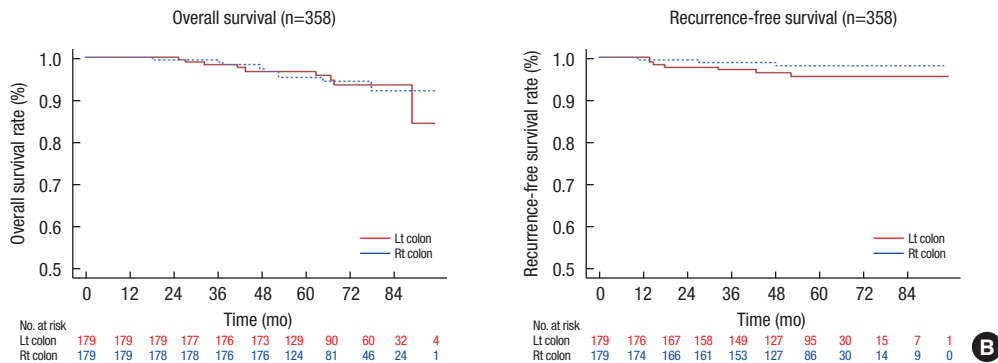 Overall survival (n=358)
1.0
0.9
0.8
0.7
0.6
0.5
Overall survival rate (%)
Lt colon
Rt colon
0 12 24 36 48 60 72 84
Time (mo)
No. at risk
Lt colon 179 179 179 177 176 173 129 90 60 32 4
Rt colon 179 179 178 178 176 176 124 81 46 24 1
Recurrence-free survival (n=358)
1.0
0.9
0.8
0.7
0.6
0.5
Recurrence-free survival rate (%)
Lt colon
Rt colon
0 12 24 36 48 60 72 84
Time (mo)
No. at risk
Lt colon 179 176 167 158 149 127 95 30 15 7 1
Rt colon 179 174 166 161 153 127 86 30 14 9 0
B